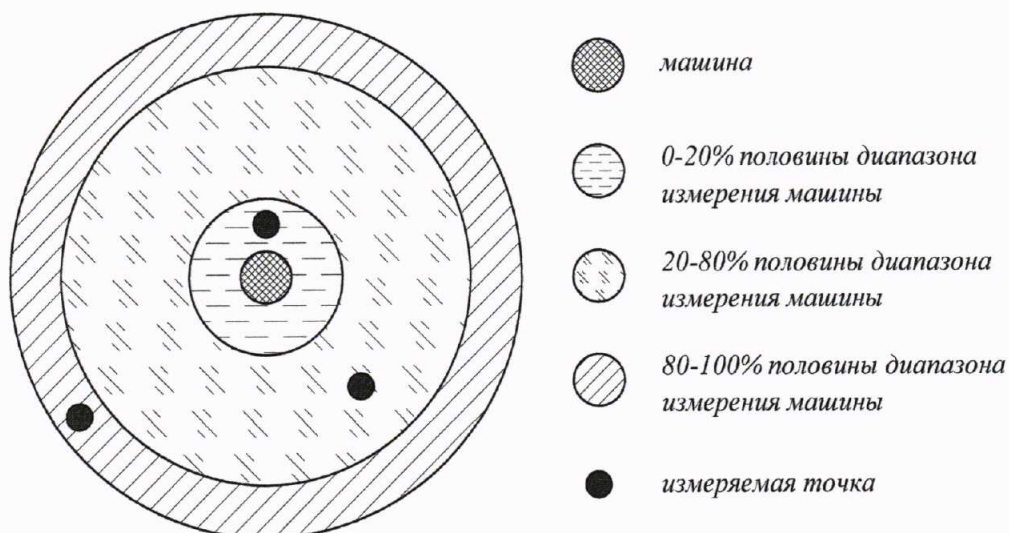 машина
0-20% половины диапазона
измерения машины
20-80% половины диапазона
измерения машины
80-100% половины диапазона
измерения машины
измеряемая точка